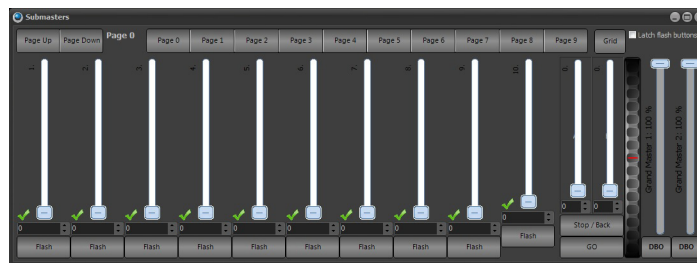 Submasters
Page Up Page Down Page 0 Page 0 Page 1 Page 2 Page 3 Page 4 Page 5 Page 6 Page 7 Page 8 Page 9 Grid Latch flash buttons
1. 2. 3. 4. 5. 6. 7. 8. 9. 10. 0. 0.
Grand Master 1: 100 %
Grand Master 2: 100 %
0 0 0 0 0 0 0 0 0 0 0 0
Flash Flash Flash Flash Flash Flash Flash Flash Flash Flash
Stop / Back
GO
DBO DBO